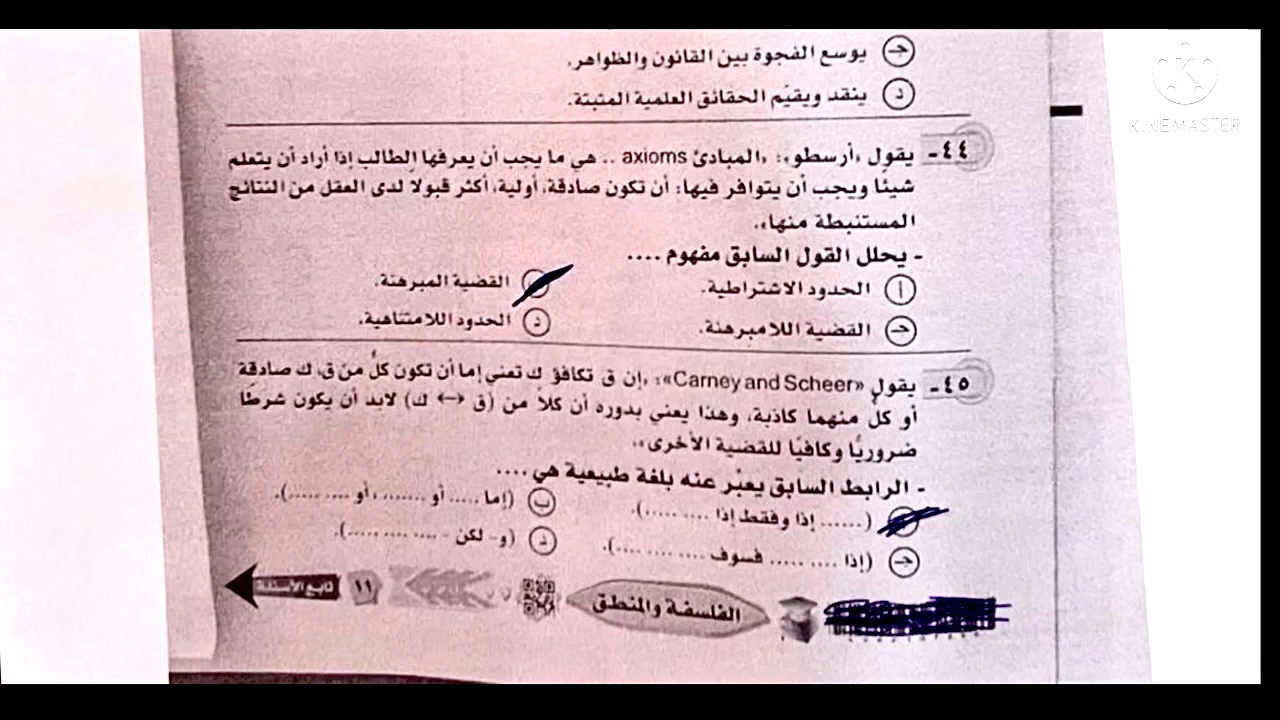 KINEMASTER
جـ يوسع الفجوة بين القانون والظواهر.
د ينقد ويقيّم الحقائق العلمية المثبتة.
٤٤- يقول «أرسطو»: «المبادئ axioms .. هي ما يجب أن يعرفها الطالب إذا أراد أن يتعلم
شيئًا ويجب أن يتوافر فيها: أن تكون صادقة، أولية، أكثر قبولا لدى العقل من النتائج
المستنبطة منها».
- يحلل القول السابق مفهوم ....
أ الحدود الاشتراطية. القضية المبرهنة.
جـ القضية اللامبرهنة. د الحدود اللامتناهية.
٤٥- يقول «Carney and Scheer»: «إن ق تكافؤ ك تعني إما أن تكون كلٌّ من ق، ك صادقة
أو كل منهما كاذبة، وهذا يعني بدوره أن كلاً من (ق ↔ ك) لابد أن يكون شرطًا
ضروريًا وكافيًا للقضية الأخرى».
- الرابط السابق يعبّر عنه بلغة طبيعية هي ....
(...... إذا وفقط إذا .... ......). ب (إما ..... أو ........، أو .... ......).
جـ (إذا .... ..... فسوف .... .... ....). د (و- لكن - .... .... ......).
الفلسفة والمنطق ١١ تابع الأسئلة